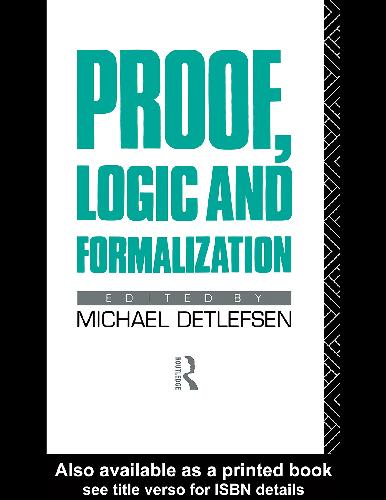 PROOF,
LOGIC AND
FORMALIZATION
EDITED BY
MICHAEL DETLEFSEN
ROUTLEDGE
Also available as a printed book
see title verso for ISBN details